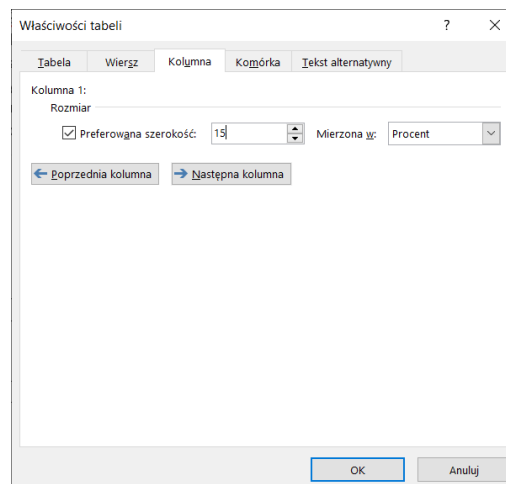 Właściwości tabeli ?
Tabela Wiersz Kolumna Komórka Tekst alternatywny
Kolumna 1:
Rozmiar
Preferowana szerokość: 15 Mierzona w: Procent
Poprzednia kolumna Następna kolumna
OK Anuluj